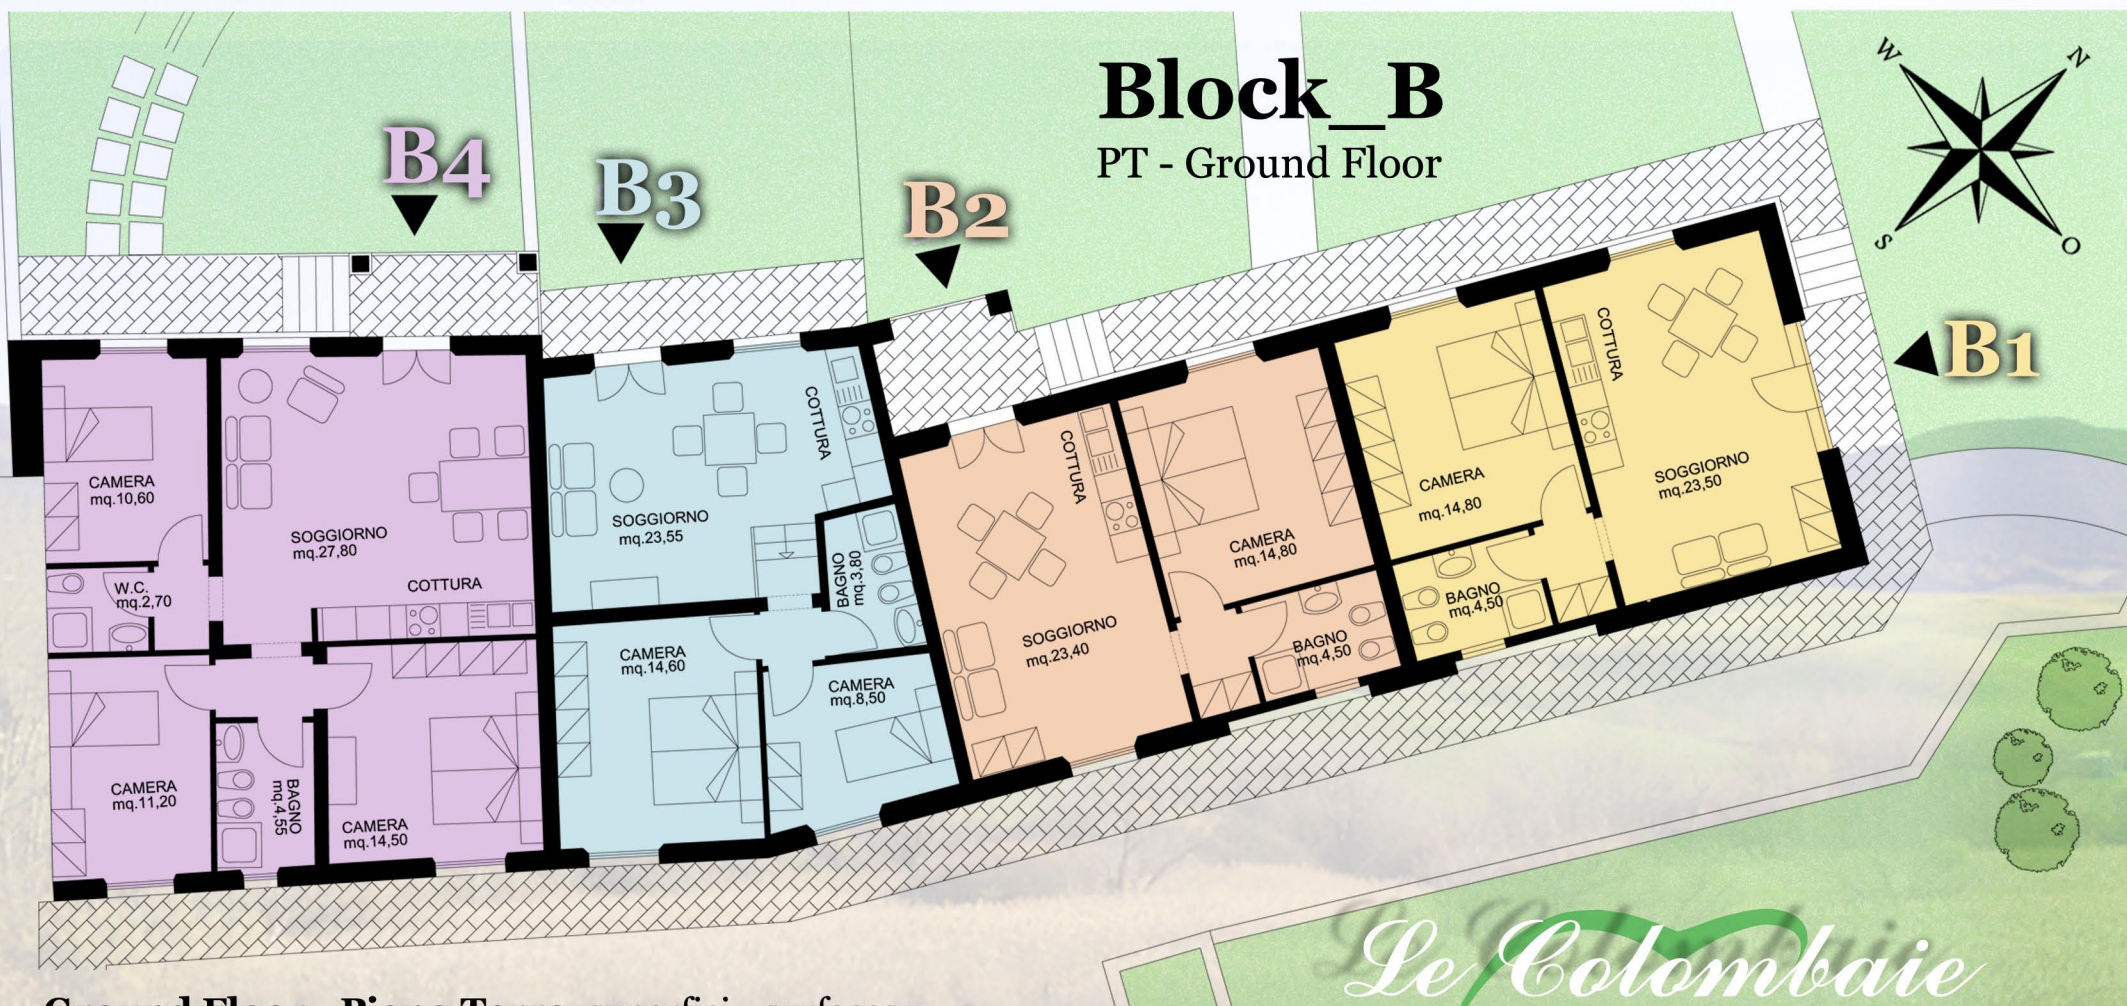 Block_B
PT - Ground Floor
W
N
S
O
B4
B3
B2
B1
CAMERA
mq.10,60
SOGGIORNO
mq.27,80
W.C.
mq.2,70
COTTURA
CAMERA
mq.11,20
BAGNO
mq.4,55
CAMERA
mq.14,50
COTTURA
SOGGIORNO
mq.23,55
BAGNO
mq.3,80
CAMERA
mq.14,60
CAMERA
mq.8,50
COTTURA
SOGGIORNO
mq.23,40
CAMERA
mq.14,80
BAGNO
mq.4,50
CAMERA
mq.14,80
BAGNO
mq.4,50
COTTURA
SOGGIORNO
mq.23,50
Le Colombaie
Ground Floor - Piano Terra